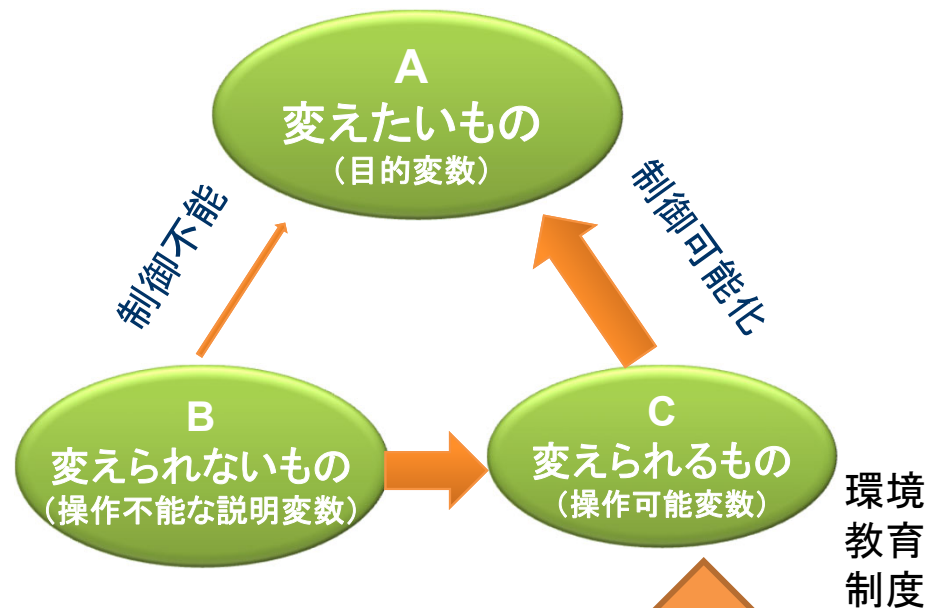 A
変えたいもの
（目的変数）
制御不能
制御可能化
B
変えられないもの
（操作不能な説明変数）
C
変えられるもの
（操作可能変数）
環境
教育
制度